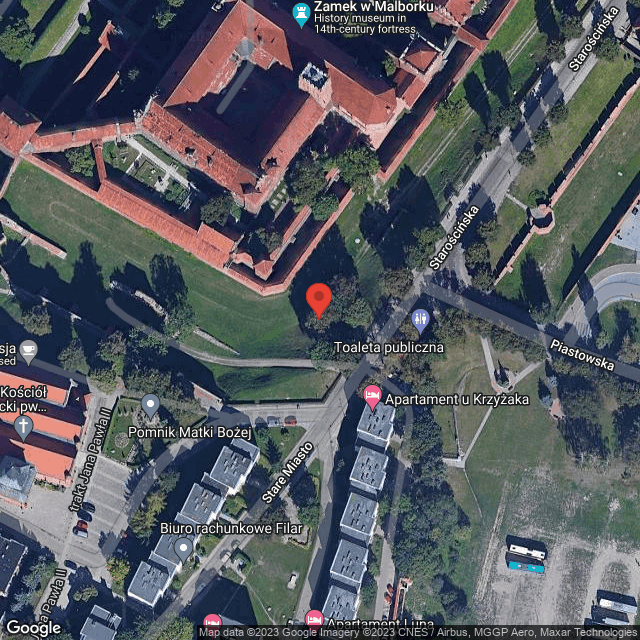 Zamek w Malborku
History museum in
14th-century fortress
Starościńska
Starościńska
Piastowska
Toaleta publiczna
Apartament u Krzyżaka
sja
sed
Kościół
cki pw...
trakt Jana Pawła II
Pomnik Matki Bożej
Stare Miasto
Biuro rachunkowe Filar
na Pawła II
Apartament Luna
Google
Map data ©2023 Google Imagery ©2023 CNES / Airbus, MGGP Aero, Maxar Technologies